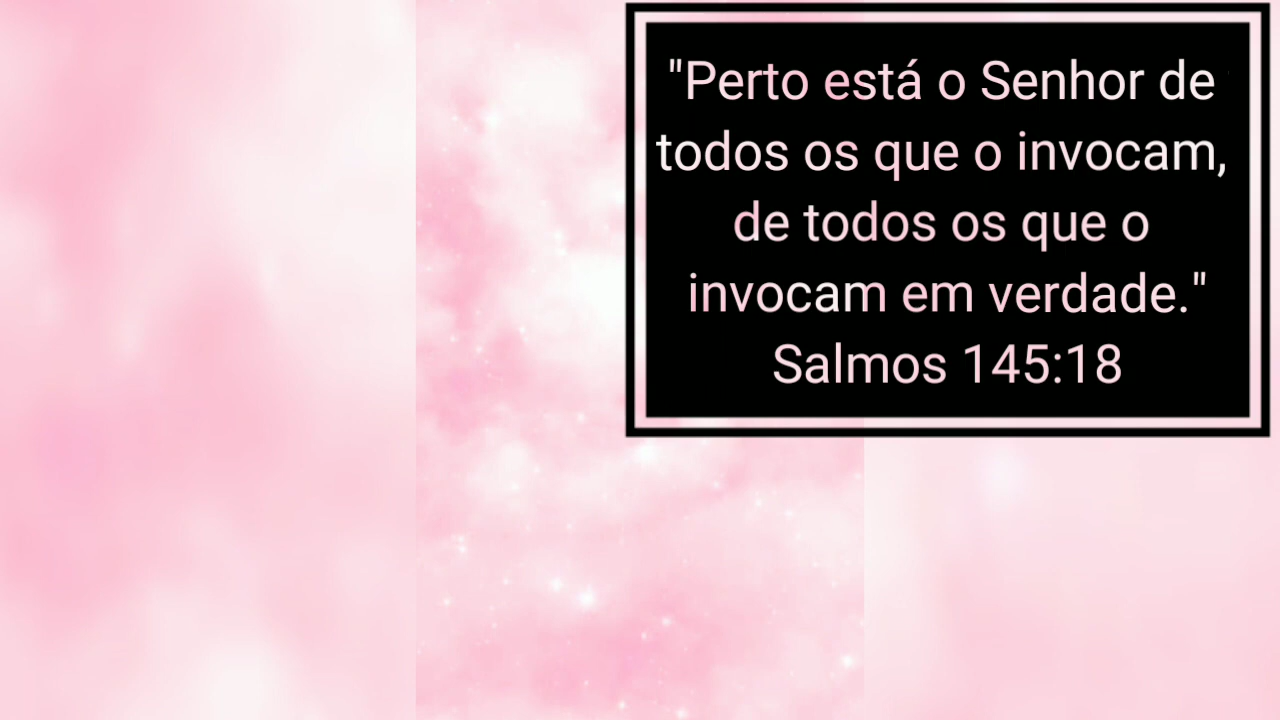 "Perto está o Senhor de
todos os que o invocam,
de todos os que o
invocam em verdade."
Salmos 145:18